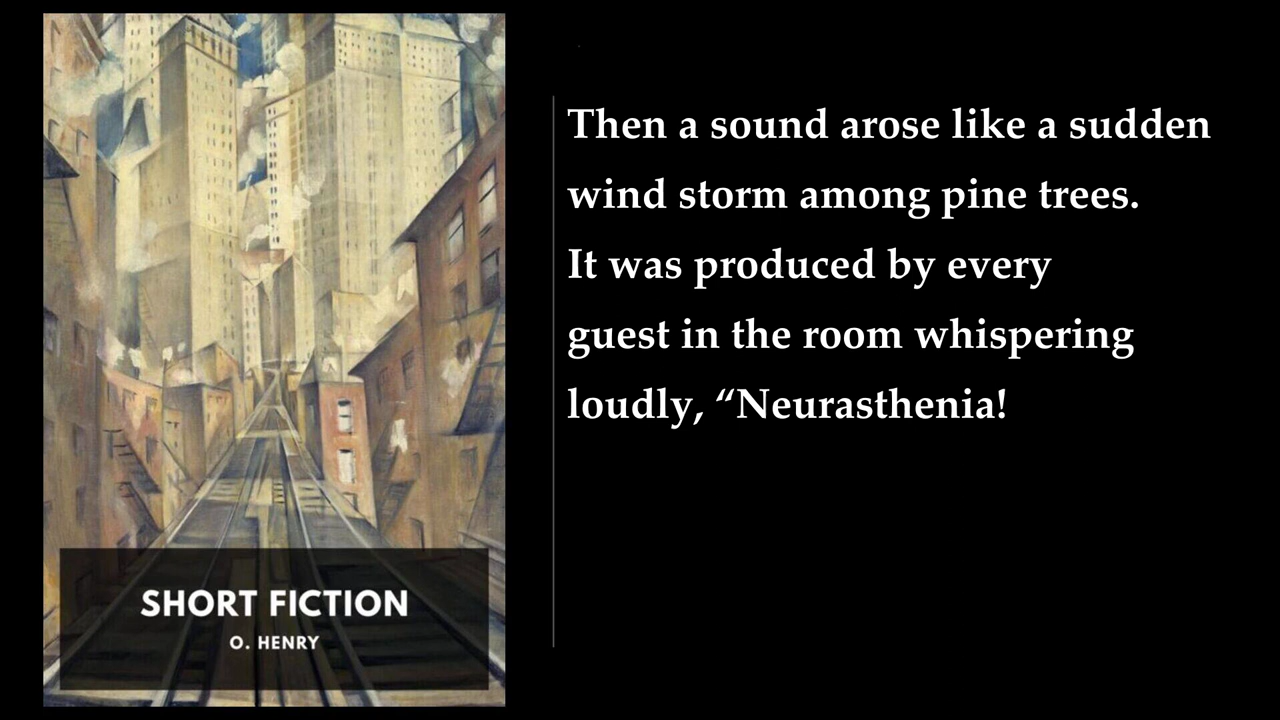 SHORT FICTION
O. HENRY
Then a sound arose like a sudden
wind storm among pine trees.
It was produced by every
guest in the room whispering
loudly, “Neurasthenia!